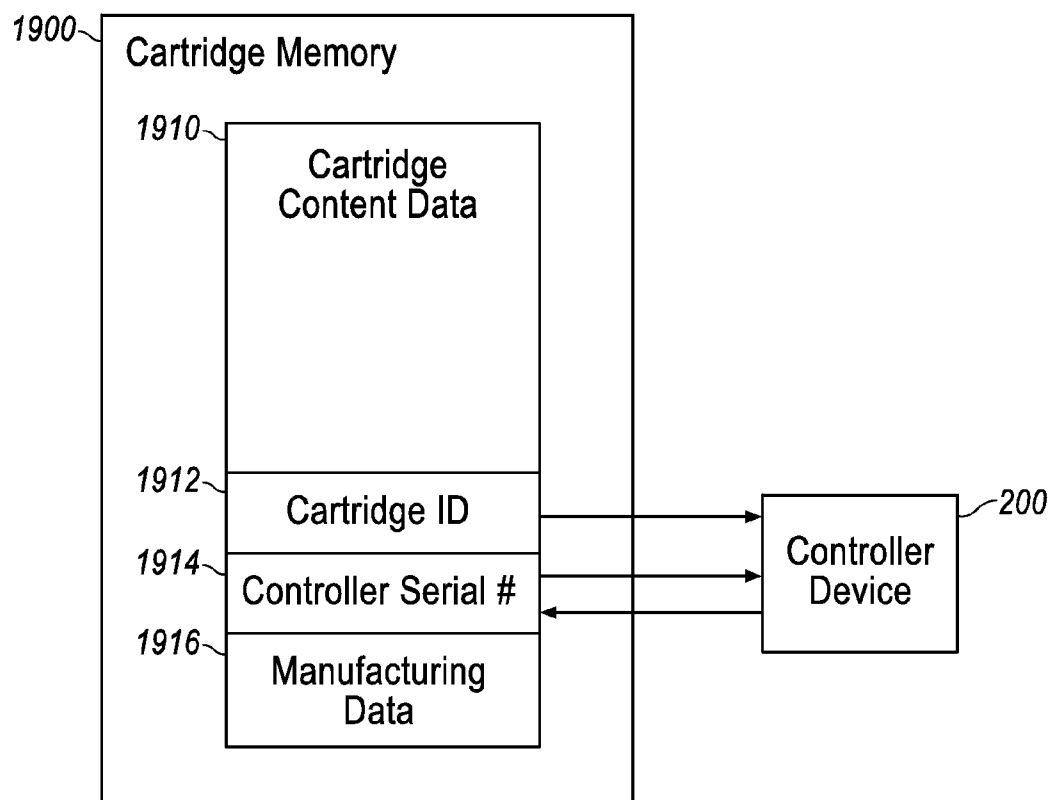 1900
Cartridge Memory
1910
Cartridge
Content Data
1912
Cartridge ID
200
1914
Controller
Device
Controller Serial #
1916
Manufacturing
Data